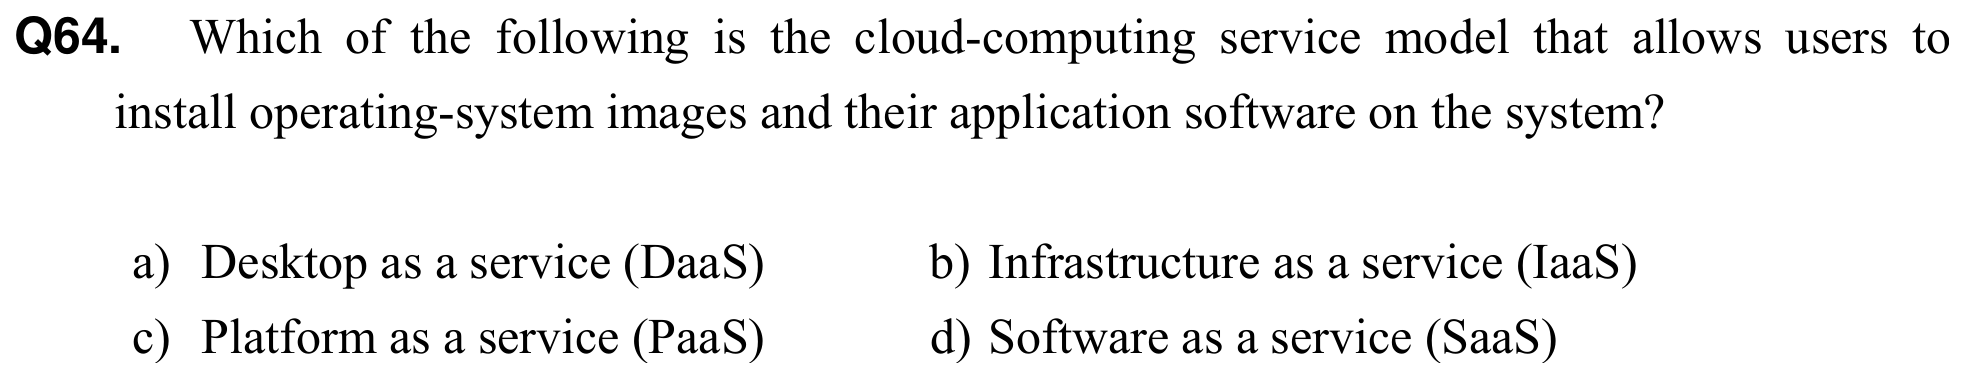 Q64. Which of the following is the cloud-computing service model that allows users to
install operating-system images and their application software on the system?
a) Desktop as a service (DaaS) b) Infrastructure as a service (IaaS)
c) Platform as a service (PaaS) d) Software as a service (SaaS)